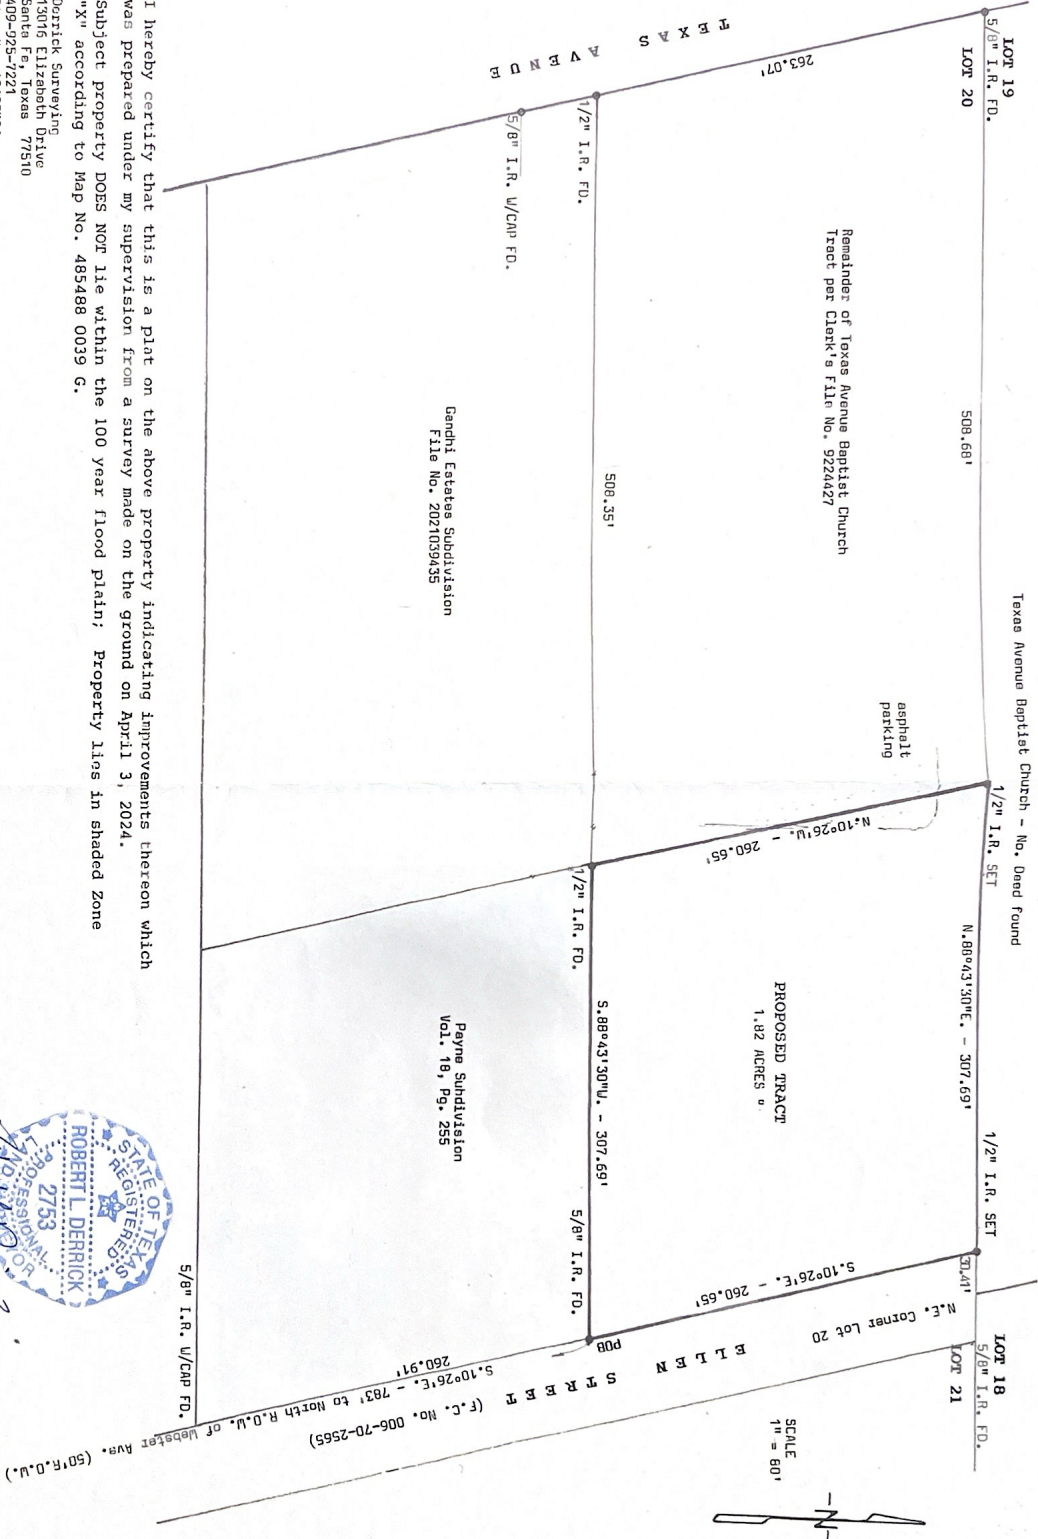 Texas Avenue Baptist Church - No. Deed found
LOT 19
5/8" I.R. FD.
LOT 20
508.68'
1/2" I.R. SET
N.88°43'30"E. - 307.69'
1/2" I.R. SET
30.41'
LOT 18
5/8" I.R. FD.
LOT 21
N.E. Corner Lot 20
TEXAS AVENUE
263.07'
Remainder of Texas Avenue Baptist Church
Tract per Clerk's File No. 9224427
asphalt
parking
N.10°26'W. - 260.65'
PROPOSED TRACT
1.82 ACRES
S.10°26'E. - 260.65'
ELLEN STREET
(F.C. No. 006-70-2565)
SCALE
1" = 60'
N
1/2" I.R. FD.
508.35'
1/2" I.R. FD.
S.88°43'30"W. - 307.69'
5/8" I.R. FD.
POB
5/8" I.R. W/CAP FD.
Gandhi Estates Subdivision
File No. 2021039435
Payne Suhdivision
Vol. 18, Pg. 255
260.91'
S.10°26'E. - 783' to North R.O.W. of Webster Ave. (50'R.O.W.)
5/8" I.R. W/CAP FD.
I hereby certify that this is a plat on the above property indicating improvements thereon which
was prepared under my supervision from a survey made on the ground on April 3, 2024.
Subject property DOES NOT lie within the 100 year flood plain; Property lies in shaded Zone
"X" according to Map No. 485488 0039 G.
Derrick Surveying
13016 Elizabeth Drive
Santa Fe, Texas 77510
409-925-7221
STATE OF TEXAS
REGISTERED
ROBERT L. DERRICK
2753
PROFESSIONAL